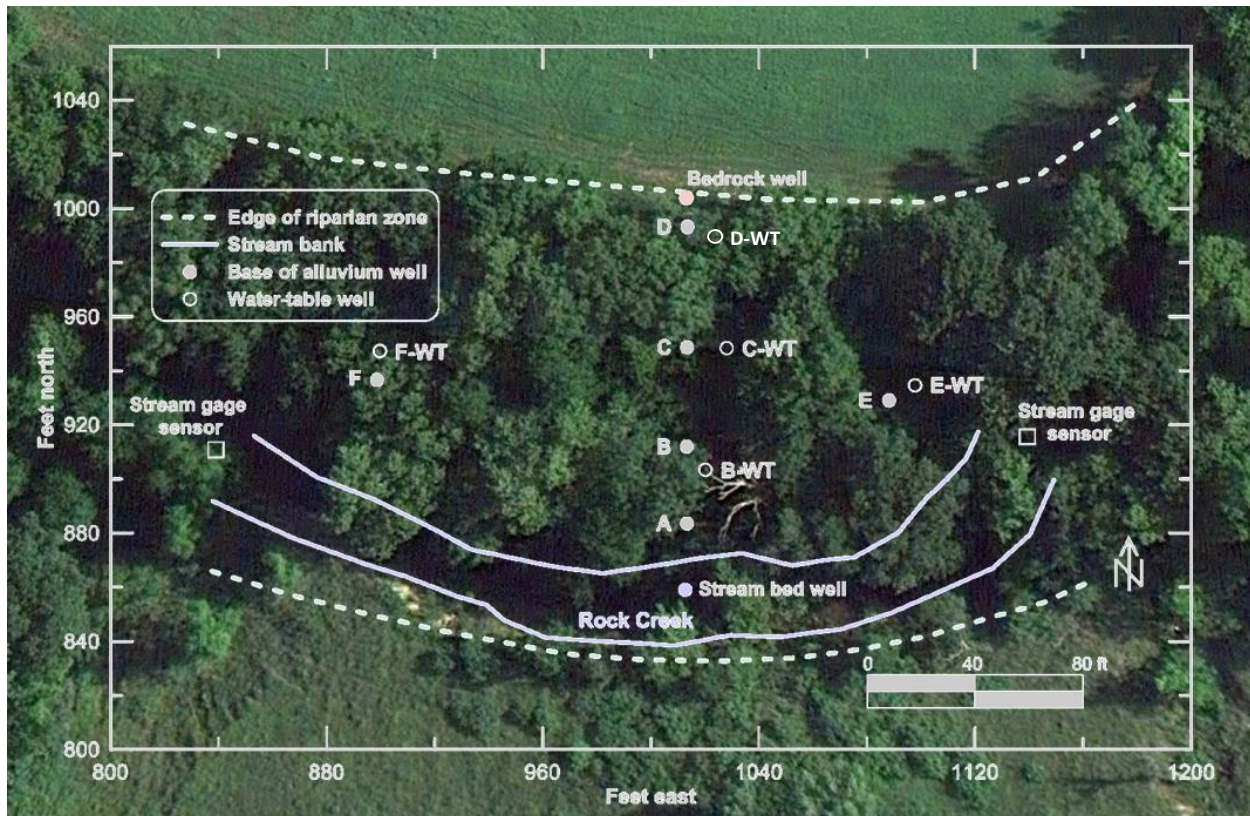 1040
1000
960
920
880
840
800
Feet north
800
880
960
1040
1120
1200
Feet east
Edge of riparian zone
Stream bank
Base of alluvium well
Water-table well
Bedrock well
D
D-WT
C
C-WT
F-WT
F
E-WT
E
Stream gage
sensor
Stream gage
sensor
B
B-WT
A
Stream bed well
Rock Creek
N
0
40
80 ft